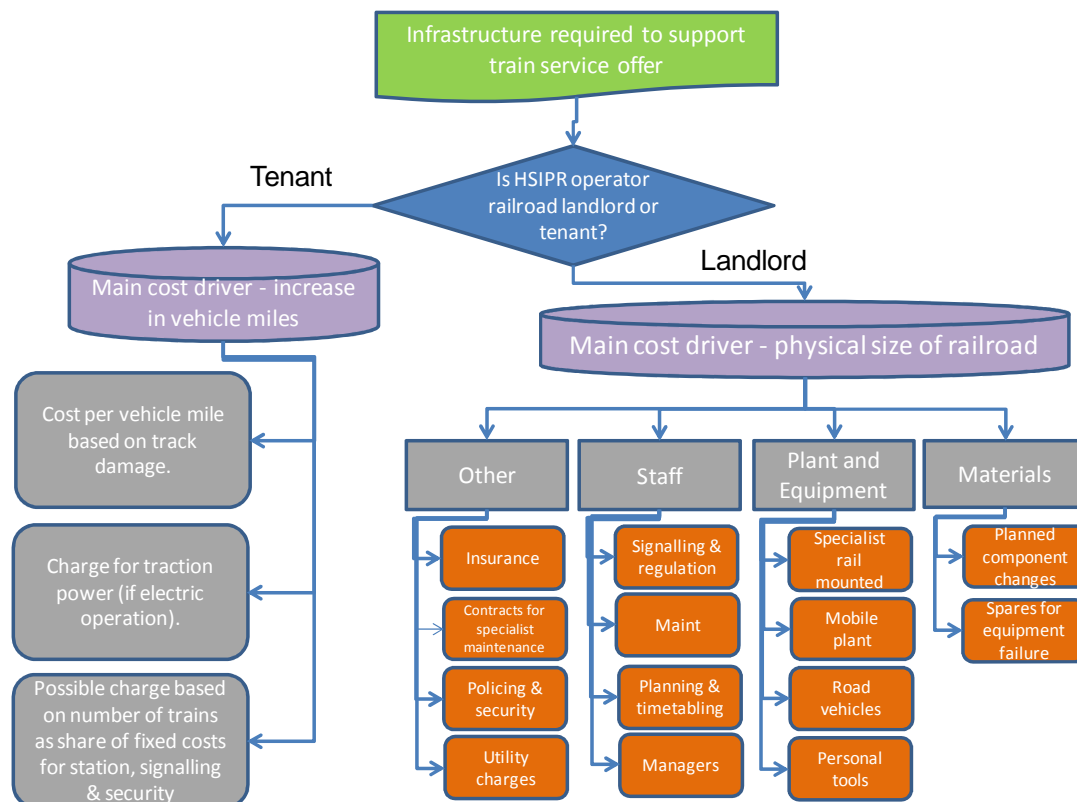 Infrastructure required to support
train service offer
Tenant
Is HSIPR operator
railroad landlord or
tenant?
Landlord
Main cost driver - increase
in vehicle miles
Main cost driver - physical size of railroad
Cost per vehicle mile
based on track
damage.
Charge for traction
power (if electric
operation).
Possible charge based
on number of trains
as share of fixed costs
for station, signalling
& security
Other
Insurance
Contracts for
specialist
maintenance
Policing &
security
Utility
charges
Staff
Signalling &
regulation
Maint
Planning &
timetabling
Managers
Plant and
Equipment
Specialist
rail
mounted
Mobile
plant
Road
vehicles
Personal
tools
Materials
Planned
component
changes
Spares for
equipment
failure